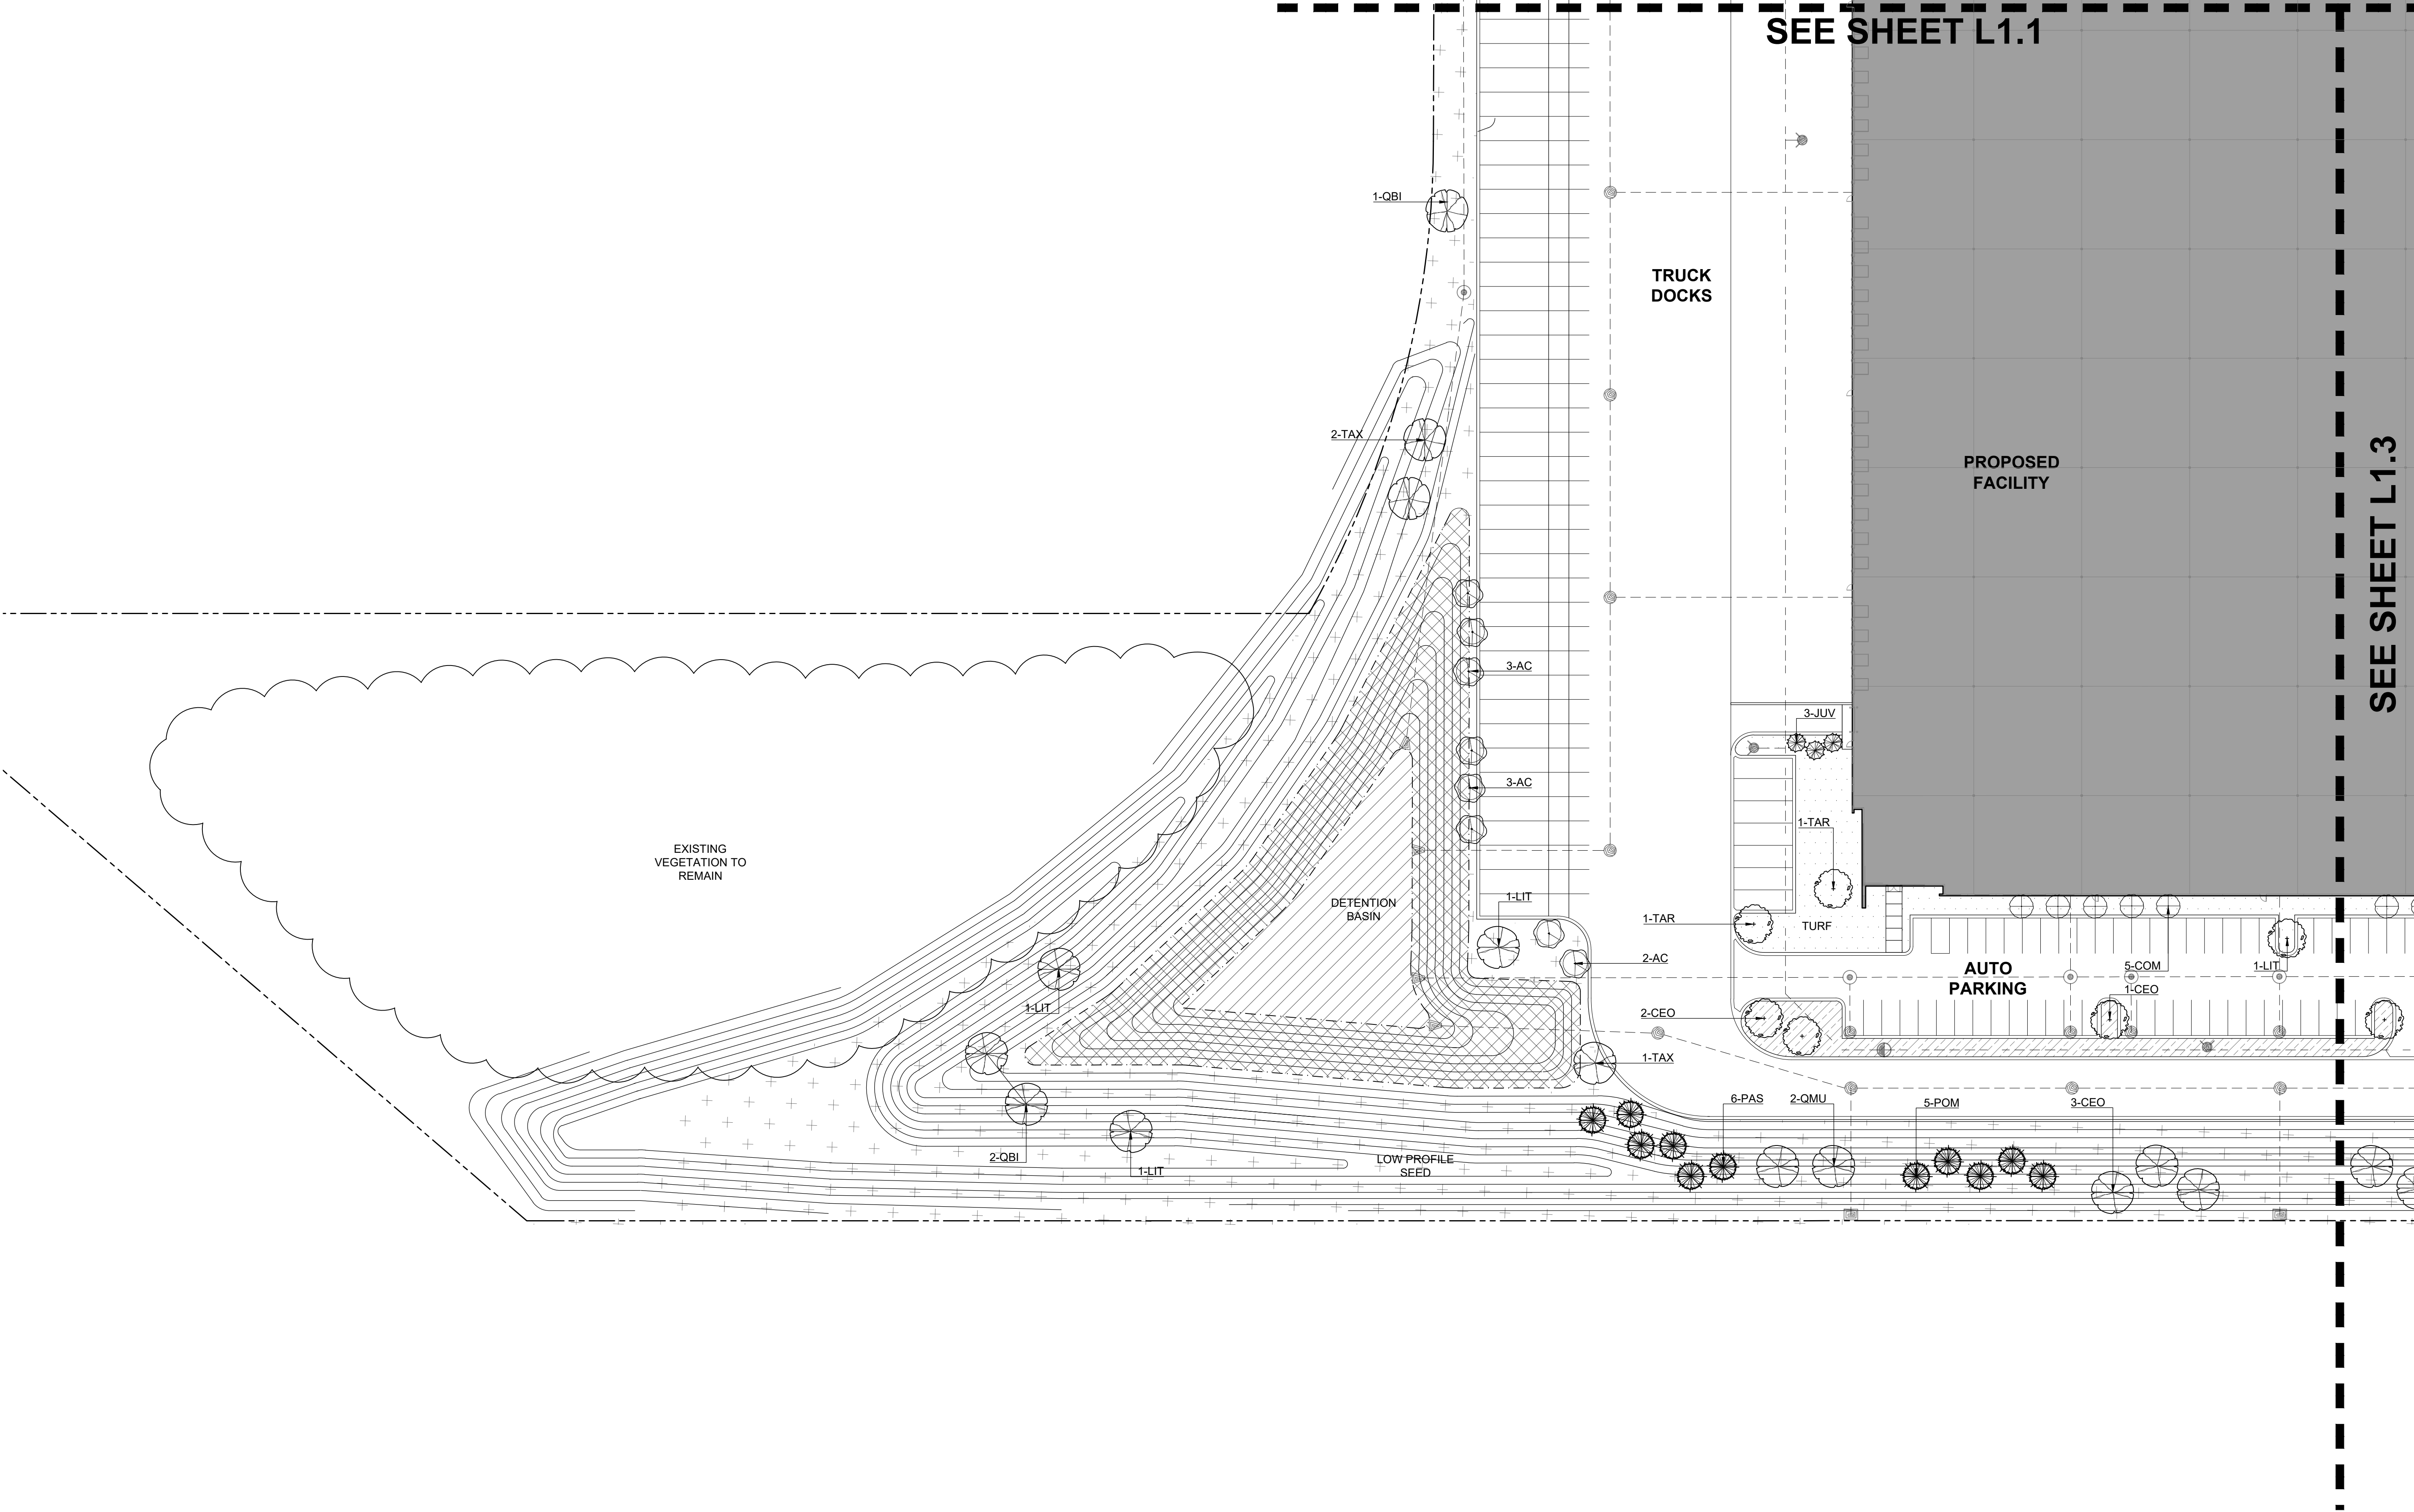 SEE SHEET L1.1
1-QBI
TRUCK
DOCKS
2-TAX
PROPOSED
FACILITY
SEE SHEET L1.3
3-AC
3-JUV
3-AC
1-TAR
EXISTING
VEGETATION TO
REMAIN
DETENTION
BASIN
1-LIT
1-TAR
TURF
2-AC
AUTO
PARKING
5-COM
1-LIT
1-CEO
1-LIT
2-CEO
1-TAX
6-PAS
2-QMU
5-POM
3-CEO
2-QBI
1-LIT
LOW PROFILE
SEED